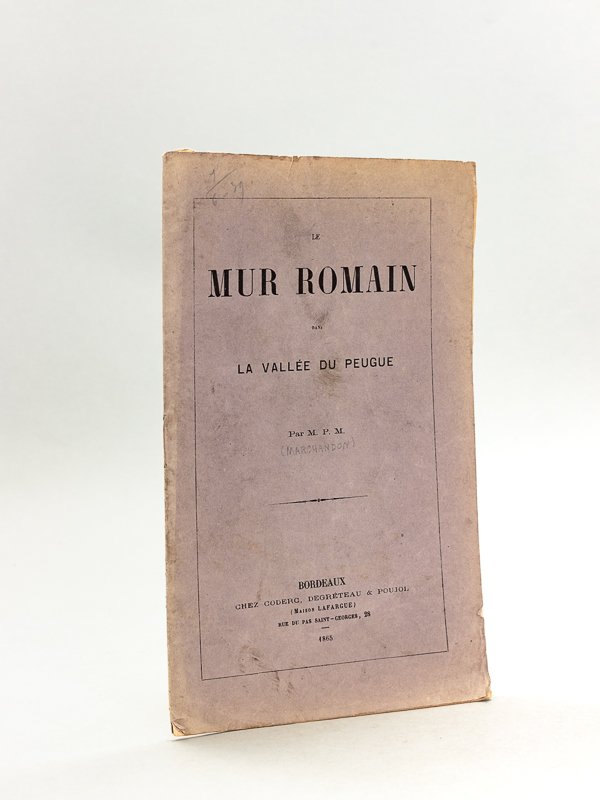 LE
MUR ROMAIN
DANS
LA VALLÉE DU PEUGUE
Par M. P. M.
(MARCHANDON)
BORDEAUX
CHEZ CODERC, DEGRÉTEAU & POUJOL
(MAISON LAFARGUE)
RUE DU PAS SAINT-GEORGES, 28
1865